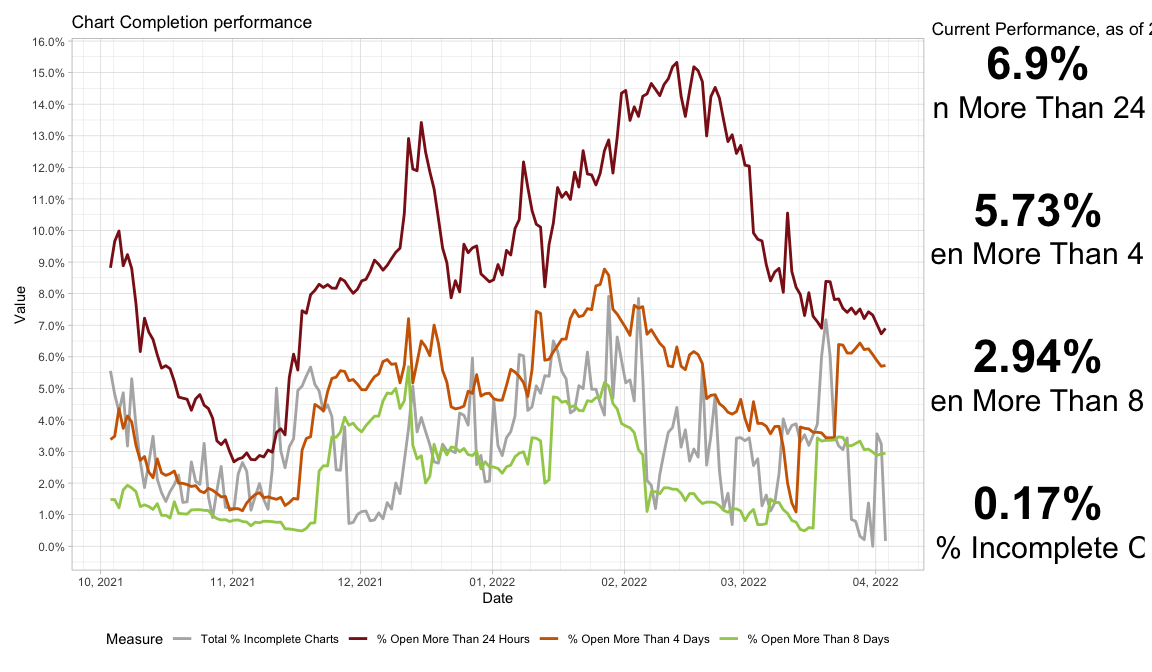 Chart Completion performance
16.0%
15.0%
14.0%
13.0%
12.0%
11.0%
10.0%
9.0%
8.0%
7.0%
6.0%
5.0%
4.0%
3.0%
2.0%
1.0%
0.0%
Value
10, 2021
11, 2021
12, 2021
01, 2022
02, 2022
03, 2022
04, 2022
Date
Measure
Total % Incomplete Charts
% Open More Than 24 Hours
% Open More Than 4 Days
% Open More Than 8 Days
Current Performance, as of 2
6.9%
n More Than 24
5.73%
en More Than 4
2.94%
en More Than 8
0.17%
% Incomplete C